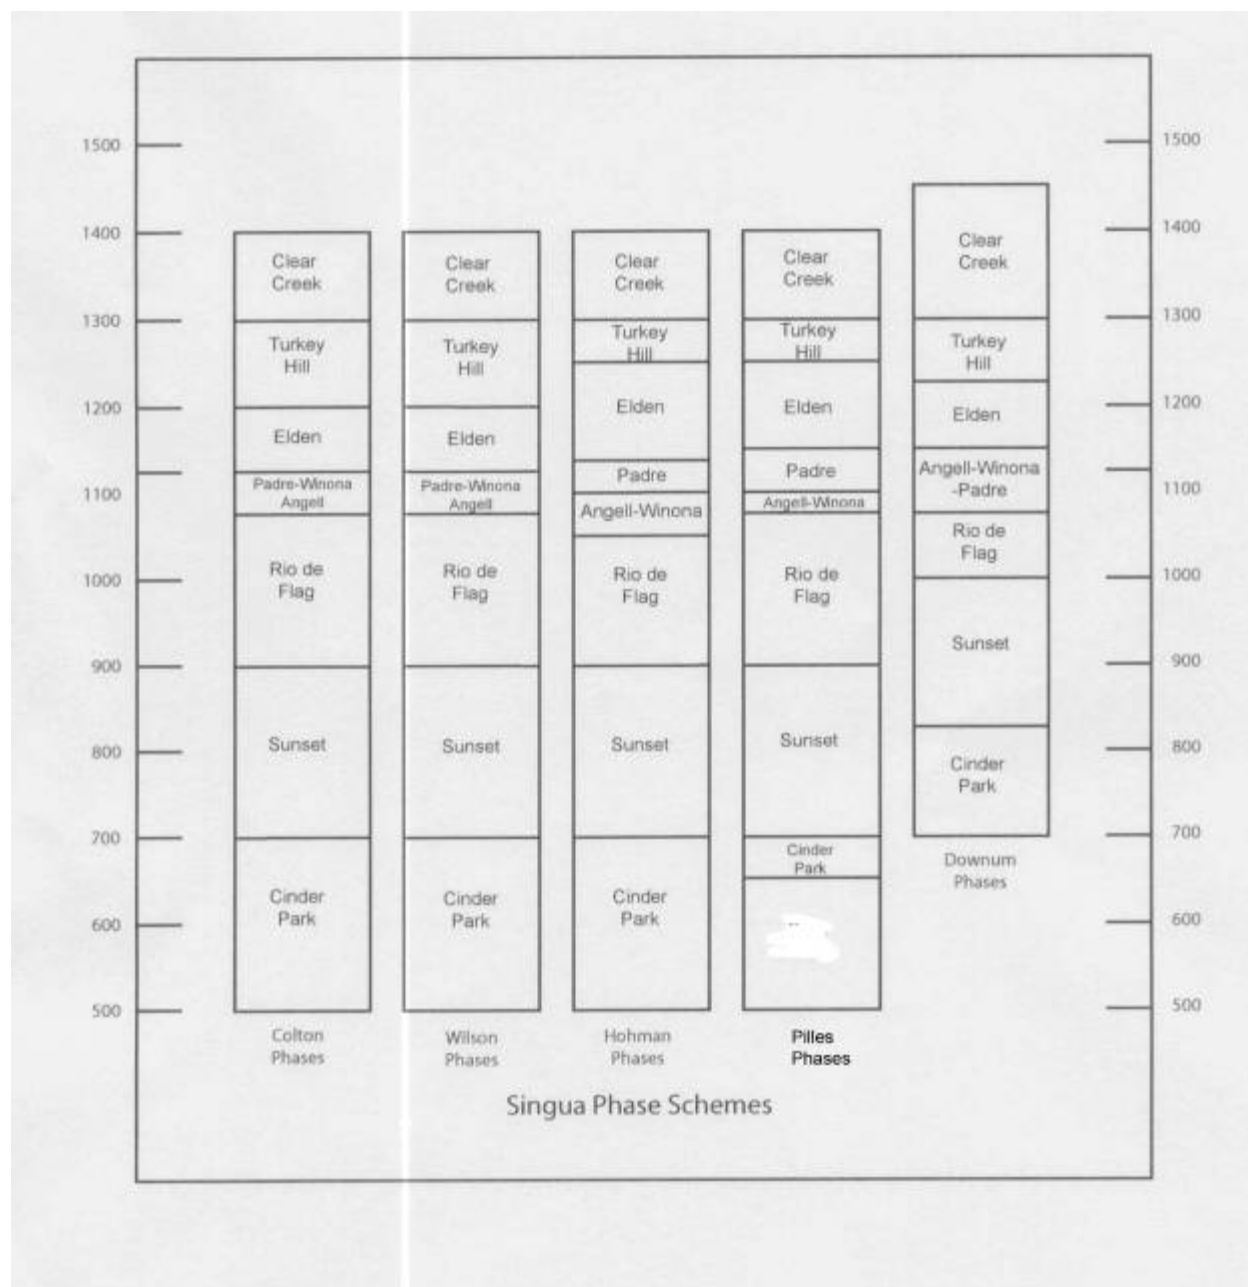 1500
1400
1300
1200
1100
1000
900
800
700
600
500
Clear
Creek
Turkey
Hill
Elden
Padre-Winona
Angell
Rio de
Flag
Sunset
Cinder
Park
Colton
Phases
Clear
Creek
Turkey
Hill
Elden
Padre-Winona
Angell
Rio de
Flag
Sunset
Cinder
Park
Wilson
Phases
Clear
Creek
Turkey
Hill
Elden
Padre
Angell-Winona
Rio de
Flag
Sunset
Cinder
Park
Hohman
Phases
Clear
Creek
Turkey
Hill
Elden
Padre
Angell-Winona
Rio de
Flag
Sunset
Cinder
Park
Pilles
Phases
Clear
Creek
Turkey
Hill
Elden
Angell-Winona
-Padre
Rio de
Flag
Sunset
Cinder
Park
Downum
Phases
1500
1400
1300
1200
1100
1000
900
800
700
600
500
Singua Phase Schemes